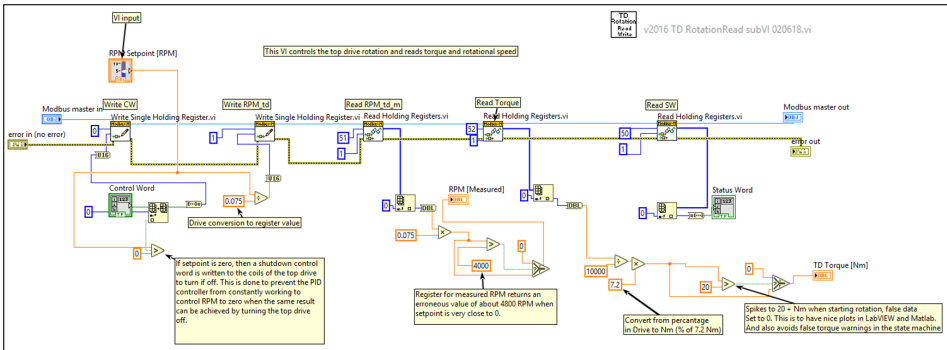 VI input
TD
Rotation
Read
Write
v2016 TD RotationRead subVI 020618.vi
This VI controls the top drive rotation and reads torque and rotational speed
RPM Setpoint [RPM]
Write CW
Write RPM_td
Read RPM_td_m
Read Torque
Read SW
Modbus master in
Write Single Holding Register.vi
Write Single Holding Register.vi
Read Holding Registers.vi
Read Holding Registers.vi
Read Holding Registers.vi
Modbus master out
error in (no error)
error out
0
1
51
1
52
1
50
1
U16
U16
Control Word
0
0.075
Drive conversion to register value
0
RPM [Measured]
DBL
0
DBL
0
DBL
Status Word
0
0.075
4000
0
If setpoint is zero, then a shutdown control
word is written to the coils of the top drive
to turn if off. This is done to prevent the PID
controller from constantly working to
control RPM to zero when the same result
can be achieved by turning the top drive
off.
Register for measured RPM returns an
erroneous value of about 4800 RPM when
setpoint is very close to 0.
10000
7.2
Convert from percentage
in Drive to Nm (% of 7.2 Nm)
20
0
TD Torque [Nm]
DBL
Spikes to 20 + Nm when starting rotation, false data
Set to 0. This is to have nice plots in LabVIEW and Matlab.
And also avoids false torque warnings in the state machine